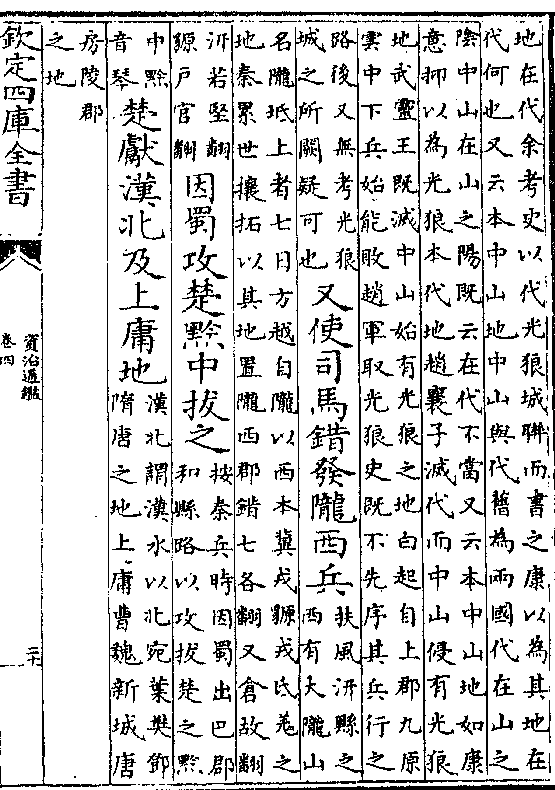 地在代余考史以代光狼城聨而書之康以為其地在
代何也又云本中山地中山與代舊為兩國代在山之
隂中山在山之陽既云在代不當又云本中山地如康
意抑以為光狼本代地趙襄子滅代而中山侵有光狼
地武靈王既滅中山始有光狼之地白起自上郡九原
雲中下兵始能敗趙軍取光狼史既不先序其兵行之
路後又無考光狼
城之所闕疑可也
又使司馬錯發隴西兵
扶風汧縣之
西有大隴山
名隴坻上者七日方越自隴以西本冀戎豲戎氐羗之
地秦累世攘拓以其地置隴西郡錯七各翻又倉故翻
汧若堅翻
豲户官翻
因蜀攻楚黔中拔之
按秦兵時因蜀出巴郡
和縣路以攻拔楚之黔
中黔
音琴
楚獻漢北及上庸地
漢北謂漢水以北宛葉樊鄧
隋唐之地上庸曹魏新城唐
房陵郡
之地
欽定四庫全書
資治通鑑
卷四